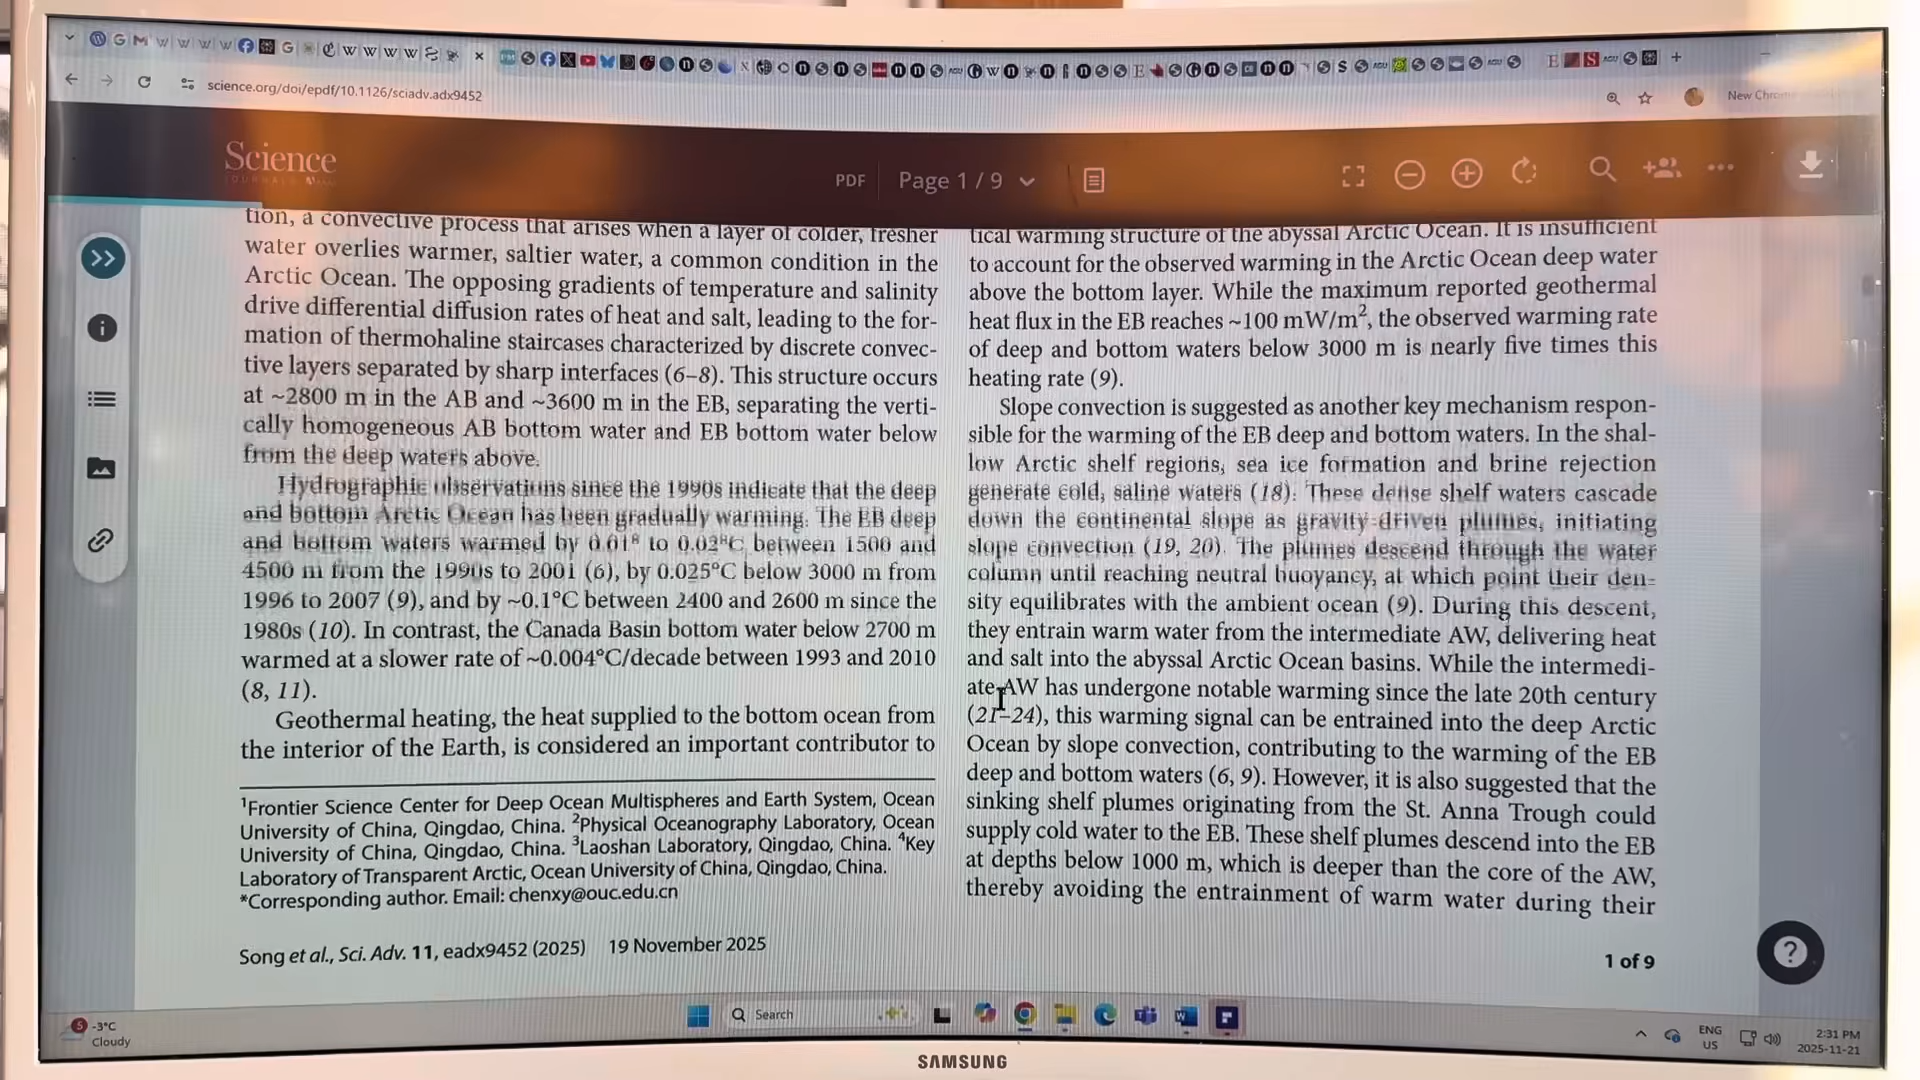 science.org/doi/epdf/10.1126/sciadv.adx9452
New Chro
Science
PDF
Page 1 / 9
tion, a convective process that arises when a layer of colder, fresher
water overlies warmer, saltier water, a common condition in the
Arctic Ocean. The opposing gradients of temperature and salinity
drive differential diffusion rates of heat and salt, leading to the for-
mation of thermohaline staircases characterized by discrete convec-
tive layers separated by sharp interfaces (6–8). This structure occurs
at ~2800 m in the AB and ~3600 m in the EB, separating the verti-
cally homogeneous AB bottom water and EB bottom water below
from the deep waters above.
Hydrographic observations since the 1990s indicate that the deep
and bottom Arctic Ocean has been gradually warming. The EB deep
and bottom waters warmed by 0.01° to 0.02°C between 1500 and
4500 m from the 1990s to 2001 (6), by 0.025°C below 3000 m from
1996 to 2007 (9), and by ~0.1°C between 2400 and 2600 m since the
1980s (10). In contrast, the Canada Basin bottom water below 2700 m
warmed at a slower rate of ~0.004°C/decade between 1993 and 2010
(8, 11).
Geothermal heating, the heat supplied to the bottom ocean from
the interior of the Earth, is considered an important contributor to
¹Frontier Science Center for Deep Ocean Multispheres and Earth System, Ocean
University of China, Qingdao, China. ²Physical Oceanography Laboratory, Ocean
University of China, Qingdao, China. ³Laoshan Laboratory, Qingdao, China. ⁴Key
Laboratory of Transparent Arctic, Ocean University of China, Qingdao, China.
*Corresponding author. Email: chenxy@ouc.edu.cn
tical warming structure of the abyssal Arctic Ocean. It is insufficient
to account for the observed warming in the Arctic Ocean deep water
above the bottom layer. While the maximum reported geothermal
heat flux in the EB reaches ~100 mW/m², the observed warming rate
of deep and bottom waters below 3000 m is nearly five times this
heating rate (9).
Slope convection is suggested as another key mechanism respon-
sible for the warming of the EB deep and bottom waters. In the shal-
low Arctic shelf regions, sea ice formation and brine rejection
generate cold, saline waters (18). These dense shelf waters cascade
down the continental slope as gravity-driven plumes, initiating
slope convection (19, 20). The plumes descend through the water
column until reaching neutral buoyancy, at which point their den-
sity equilibrates with the ambient ocean (9). During this descent,
they entrain warm water from the intermediate AW, delivering heat
and salt into the abyssal Arctic Ocean basins. While the intermedi-
ate AW has undergone notable warming since the late 20th century
(21–24), this warming signal can be entrained into the deep Arctic
Ocean by slope convection, contributing to the warming of the EB
deep and bottom waters (6, 9). However, it is also suggested that the
sinking shelf plumes originating from the St. Anna Trough could
supply cold water to the EB. These shelf plumes descend into the EB
at depths below 1000 m, which is deeper than the core of the AW,
thereby avoiding the entrainment of warm water during their
Song et al., Sci. Adv. 11, eadx9452 (2025) 19 November 2025
1 of 9
5
-3°C
Cloudy
Search
ENG
US
2:31 PM
2025-11-21
SAMSUNG